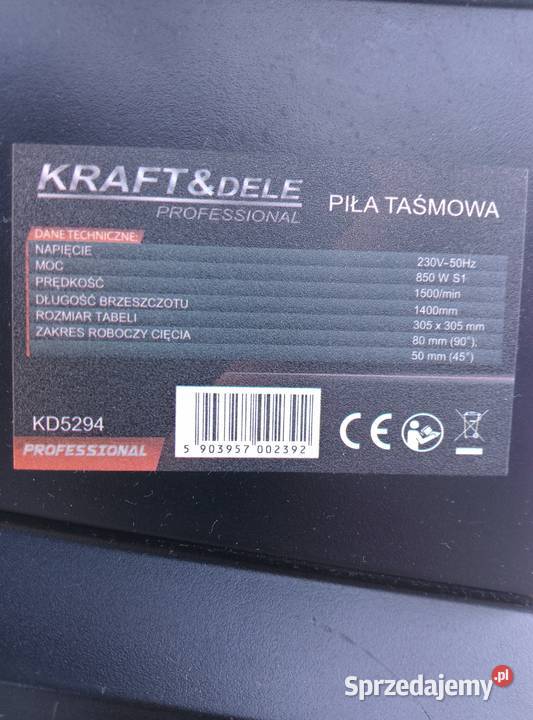 KRAFT&DELE
PROFESSIONAL
PIŁA TAŚMOWA
DANE TECHNICZNE:
NAPIĘCIE 230V~50Hz
MOC 850 W S1
PRĘDKOŚĆ 1500/min
DŁUGOŚĆ BRZESZCZOTU 1400mm
ROZMIAR TABELI 305 x 305 mm
ZAKRES ROBOCZY CIĘCIA 80 mm (90°);
50 mm (45°)
KD5294
PROFESSIONAL
5 903957 002392
CE
Sprzedajemy.pl